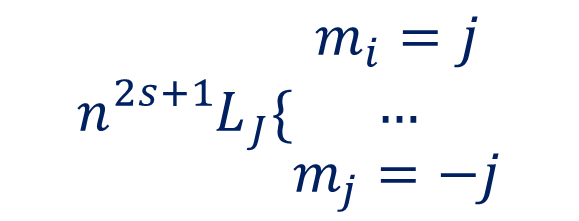 m_i = j
n^{2s+1}L_J{ ...
m_j = −j